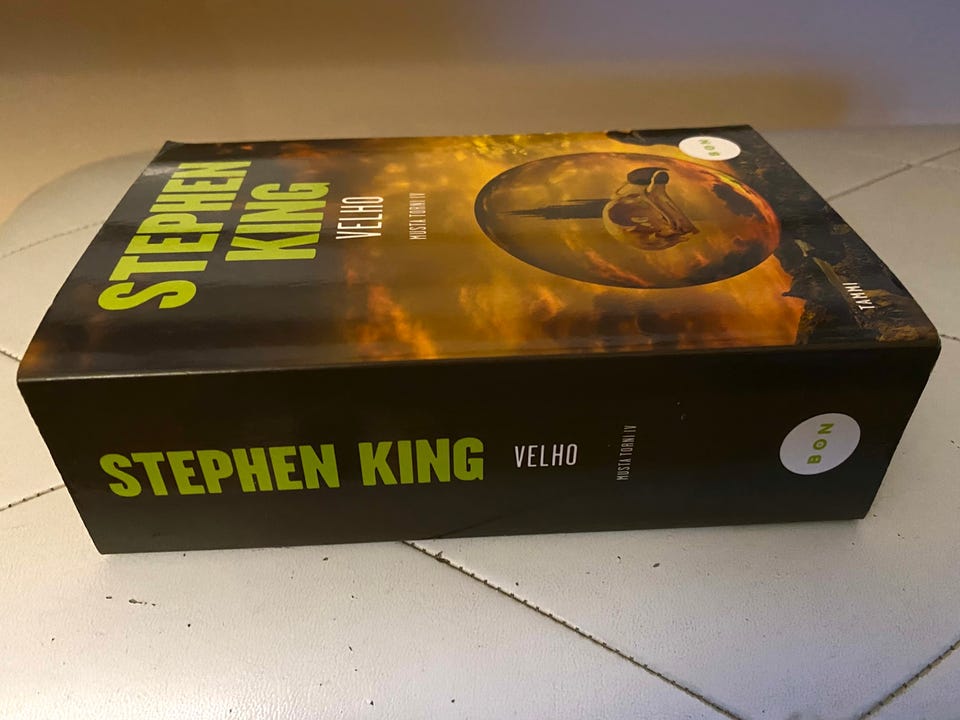 STEPHEN
KING
VELHO
MUSTA TORNI IV
BON
TAMMI
STEPHEN KING
VELHO
MUSTA TORNI IV
BON